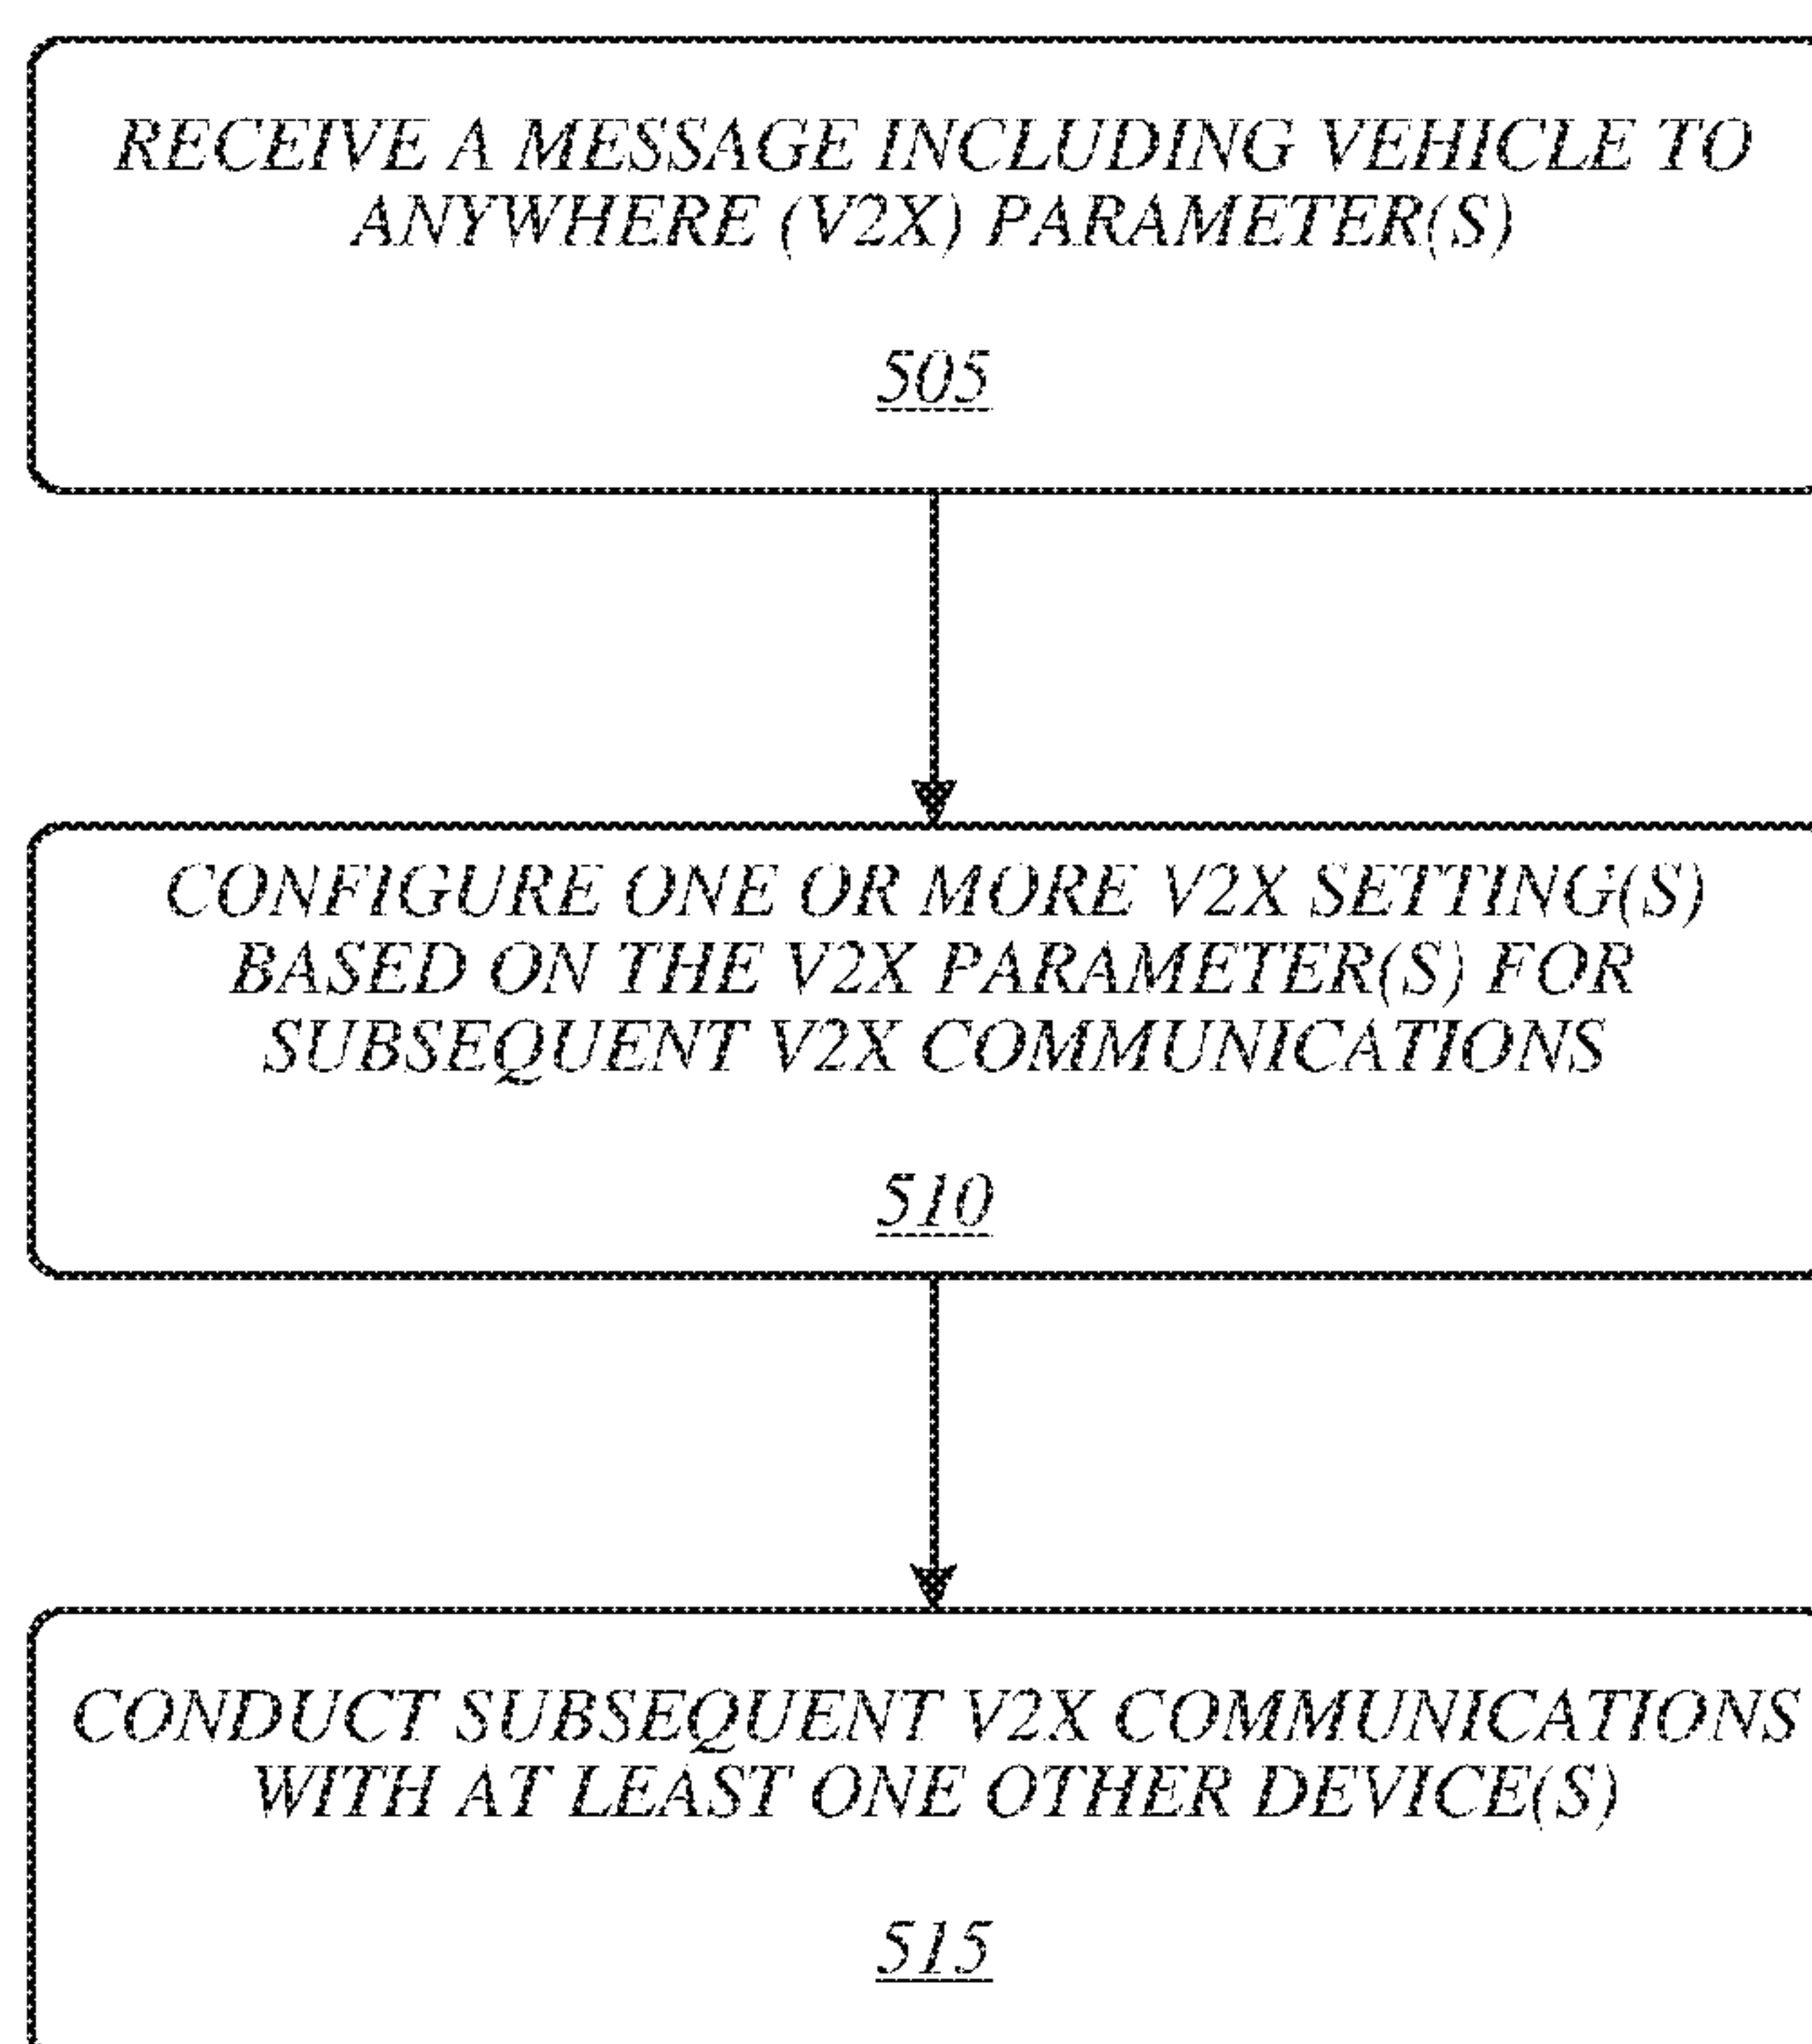 RECEIVE A MESSAGE INCLUDING VEHICLE TO
ANYWHERE (V2X) PARAMETER(S)
505
CONFIGURE ONE OR MORE V2X SETTING(S)
BASED ON THE V2X PARAMETER(S) FOR
SUBSEQUENT V2X COMMUNICATIONS
510
CONDUCT SUBSEQUENT V2X COMMUNICATIONS
WITH AT LEAST ONE OTHER DEVICE(S)
515